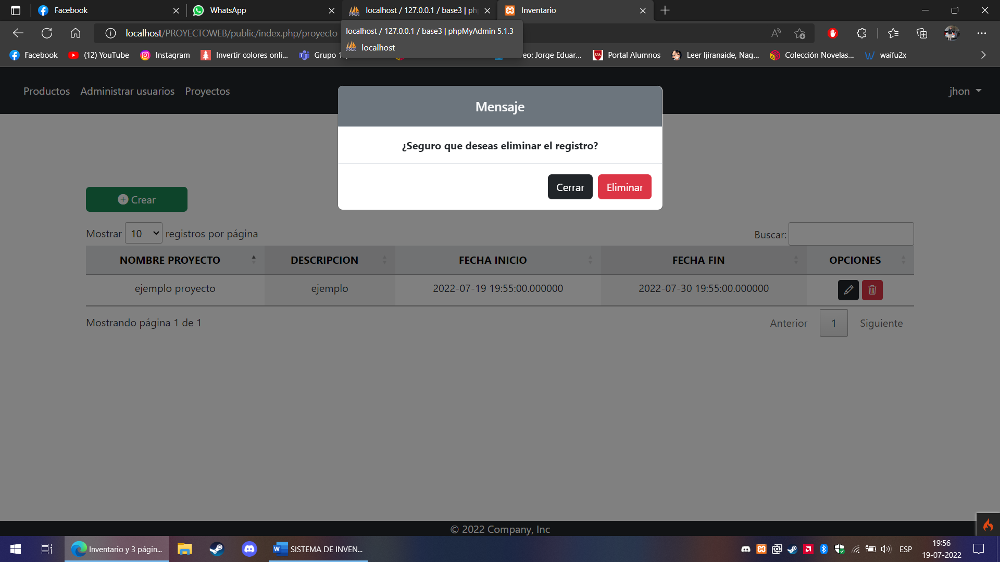 Facebook
WhatsApp
localhost / 127.0.0.1 / base3 | ph
Inventario
localhost/PROYECTOWEB/public/index.php/proyecto
localhost / 127.0.0.1 / base3 | phpMyAdmin 5.1.3
localhost
Facebook
(12) YouTube
Instagram
Invertir colores onli...
Grupo 1
eo: Jorge Eduar...
Portal Alumnos
Leer Ijiranaide, Nag...
Colección Novelas...
waifu2x
Productos
Administrar usuarios
Proyectos
jhon
Mensaje
¿Seguro que deseas eliminar el registro?
Cerrar
Eliminar
Crear
Mostrar 10 registros por página
Buscar:
NOMBRE PROYECTO
DESCRIPCION
FECHA INICIO
FECHA FIN
OPCIONES
ejemplo proyecto
ejemplo
2022-07-19 19:55:00.000000
2022-07-30 19:55:00.000000
Mostrando página 1 de 1
Anterior
1
Siguiente
© 2022 Company, Inc
Inventario y 3 págin...
SISTEMA DE INVEN...
ESP
19:56
19-07-2022